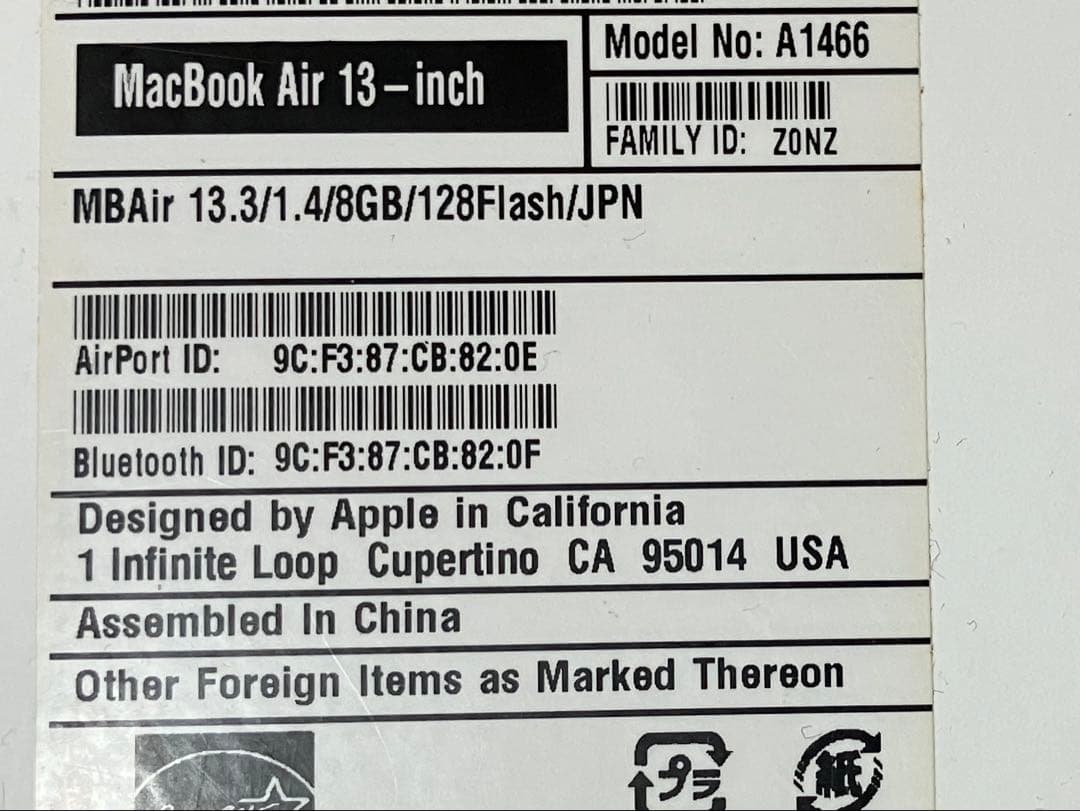 MacBook Air 13-inch
Model No: A1466
FAMILY ID: Z0NZ
MBAir 13.3/1.4/8GB/128Flash/JPN
AirPort ID: 9C:F3:87:CB:82:0E
Bluetooth ID: 9C:F3:87:CB:82:0F
Designed by Apple in California
1 Infinite Loop Cupertino CA 95014 USA
Assembled In China
Other Foreign Items as Marked Thereon
プラ
紙